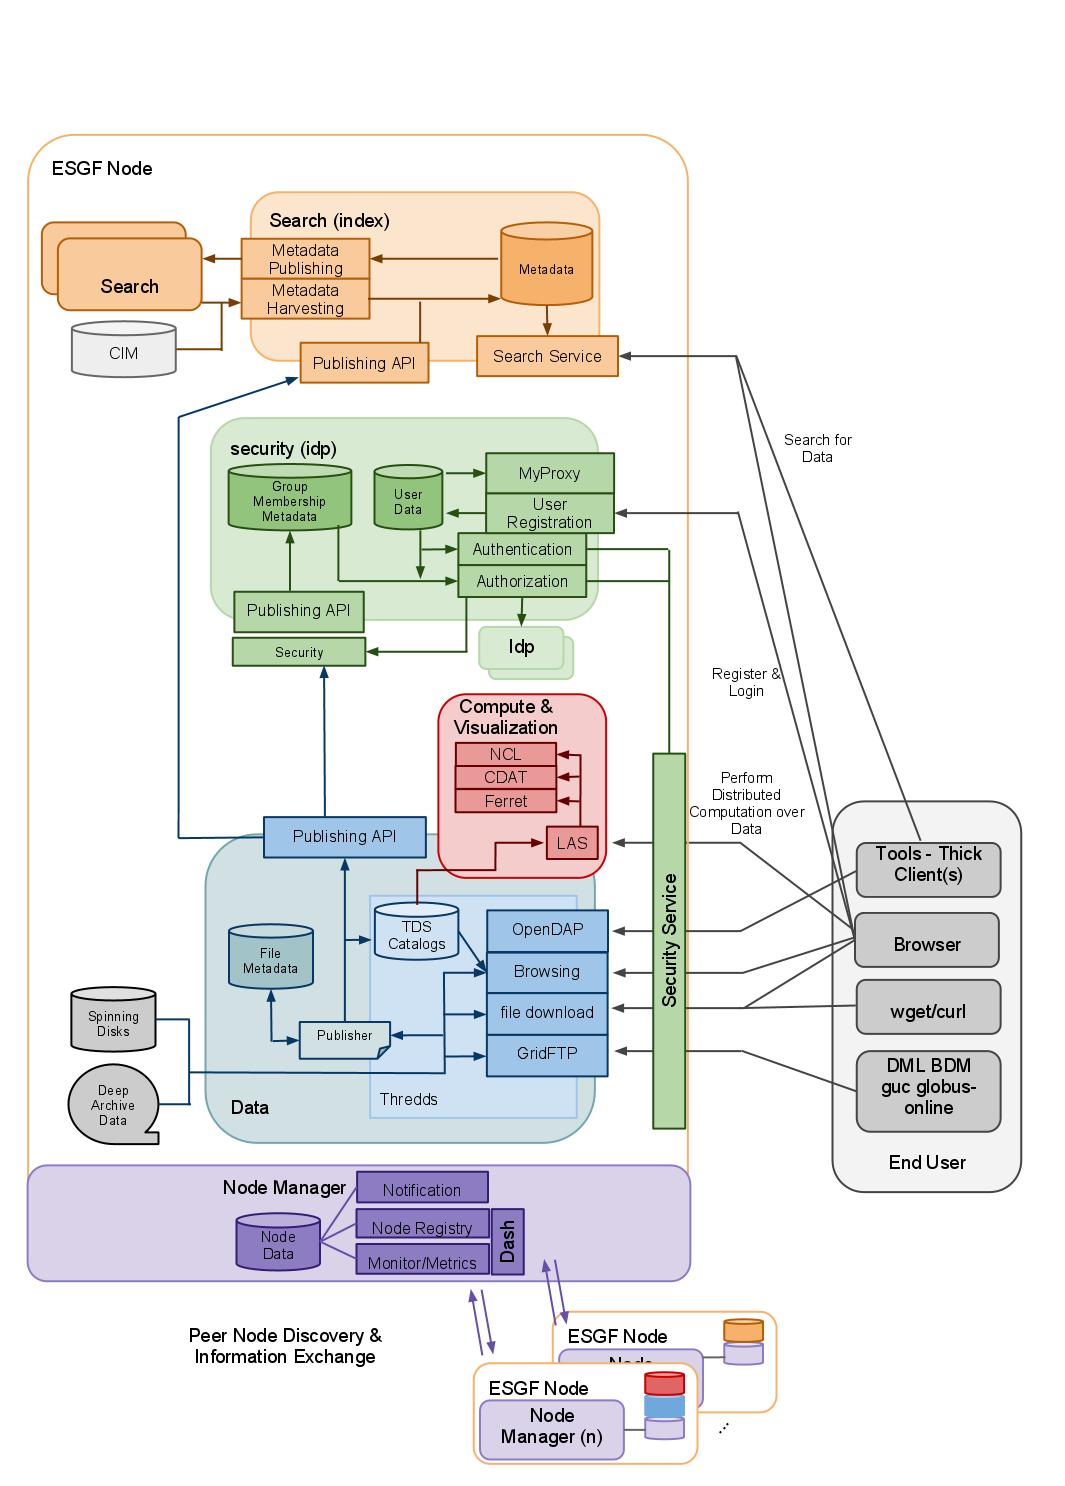 ESGF Node
Search (index)
Metadata
Publishing
Metadata
Search
Metadata
Harvesting
CIM
Publishing API
Search Service
Search for
Data
security (idp)
Group
Membership
Metadata
User
Data
MyProxy
User
Registration
Authentication
Authorization
Publishing API
Security
Idp
Register &
Login
Compute &
Visualization
NCL
CDAT
Ferret
LAS
Perform
Distributed
Computation over
Data
Publishing API
TDS
Catalogs
OpenDAP
File
Metadata
Browsing
file download
Publisher
GridFTP
Spinning
Disks
Deep
Archive
Data
Data
Thredds
Security Service
Tools - Thick
Client(s)
Browser
wget/curl
DML BDM
guc globus-
online
End User
Node Manager
Notification
Node
Data
Node Registry
Monitor/Metrics
Dash
Peer Node Discovery &
Information Exchange
ESGF Node
Node
ESGF Node
Node
Manager (n)
...